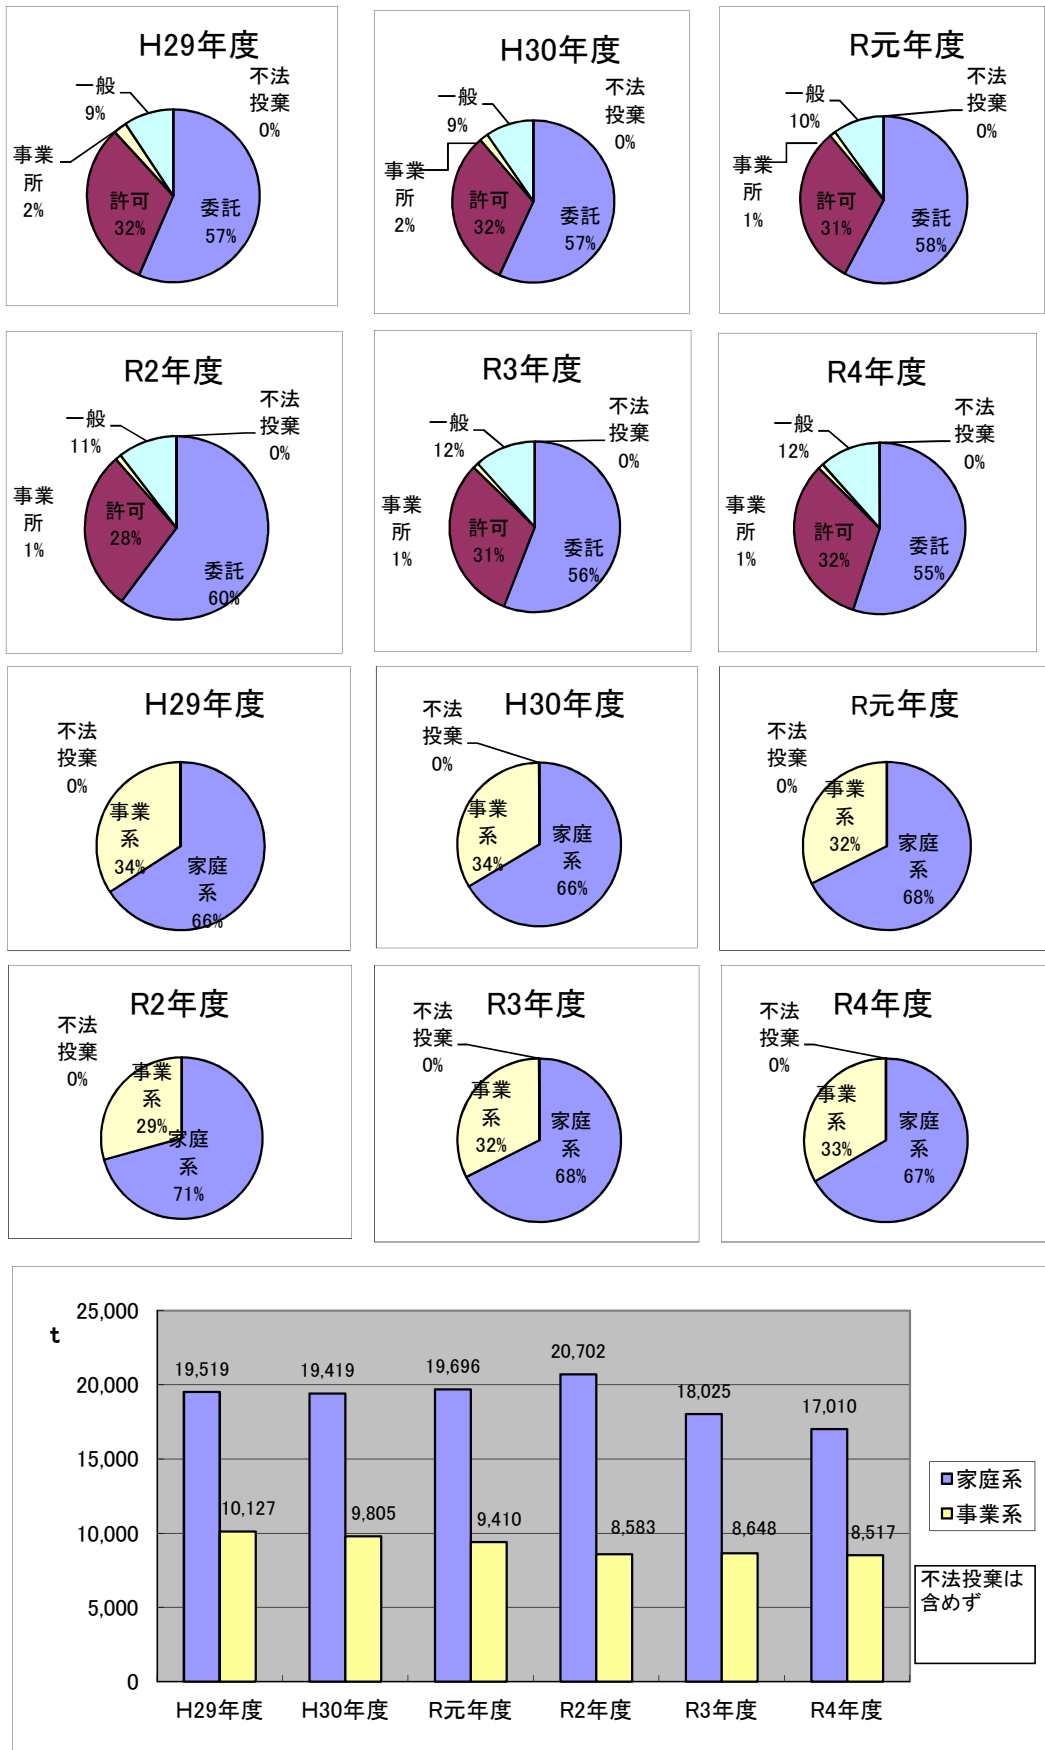 H29年度
不法
投棄
0%
一般
9%
事業
所
2%
許可
32%
委託
57%
H30年度
不法
投棄
0%
一般
9%
事業
所
2%
許可
32%
委託
57%
R元年度
不法
投棄
0%
一般
10%
事業
所
1%
許可
31%
委託
58%
R2年度
不法
投棄
0%
一般
11%
事業
所
1%
許可
28%
委託
60%
R3年度
不法
投棄
0%
一般
12%
事業
所
1%
許可
31%
委託
56%
R4年度
不法
投棄
0%
一般
12%
事業
所
1%
許可
32%
委託
55%
H29年度
不法
投棄
0%
事業
系
34%
家庭
系
66%
H30年度
不法
投棄
0%
事業
系
34%
家庭
系
66%
R元年度
不法
投棄
0%
事業
系
32%
家庭
系
68%
R2年度
不法
投棄
0%
事業
系
29%
家庭
系
71%
R3年度
不法
投棄
0%
事業
系
32%
家庭
系
68%
R4年度
不法
投棄
0%
事業
系
33%
家庭
系
67%
t
25,000
20,000
15,000
10,000
5,000
0
19,519
10,127
19,419
9,805
19,696
9,410
20,702
8,583
18,025
8,648
17,010
8,517
H29年度
H30年度
R元年度
R2年度
R3年度
R4年度
家庭系
事業系
不法投棄は
含めず